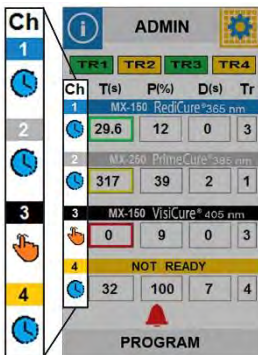 Ch
1
2
3
4
ADMIN
TR1 TR2 TR3 TR4
Ch T(s) P(%) D(s) Tr
1 MX-150 RediCure® 365 nm
29.6 12 0 3
2 MX-250 PrimeCure® 385 nm
317 39 2 1
3 MX-150 VisiCure® 405 nm
0 9 0 3
4 NOT READY
32 100 7 4
PROGRAM